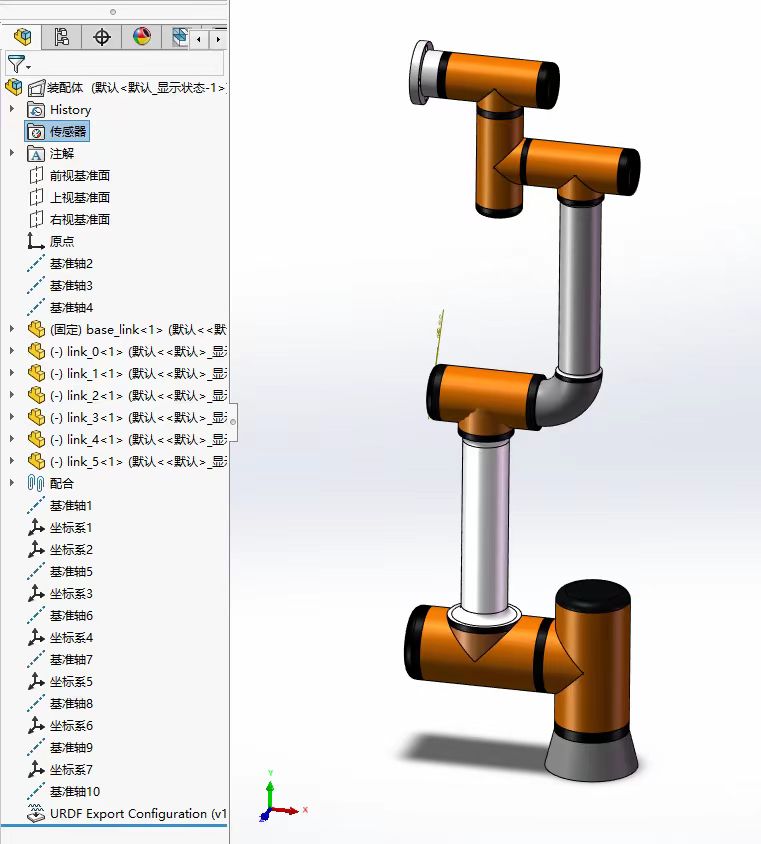 装配体 (默认<默认_显示状态-1>)
History
传感器
注解
前视基准面
上视基准面
右视基准面
原点
基准轴2
基准轴3
基准轴4
(固定) base_link<1> (默认<<默
(-) link_0<1> (默认<<默认>_显
(-) link_1<1> (默认<<默认>_显
(-) link_2<1> (默认<<默认>_显
(-) link_3<1> (默认<<默认>_显
(-) link_4<1> (默认<<默认>_显
(-) link_5<1> (默认<<默认>_显
配合
基准轴1
坐标系1
坐标系2
基准轴5
坐标系3
基准轴6
坐标系4
基准轴7
坐标系5
基准轴8
坐标系6
基准轴9
坐标系7
基准轴10
URDF Export Configuration (v1
Y
X